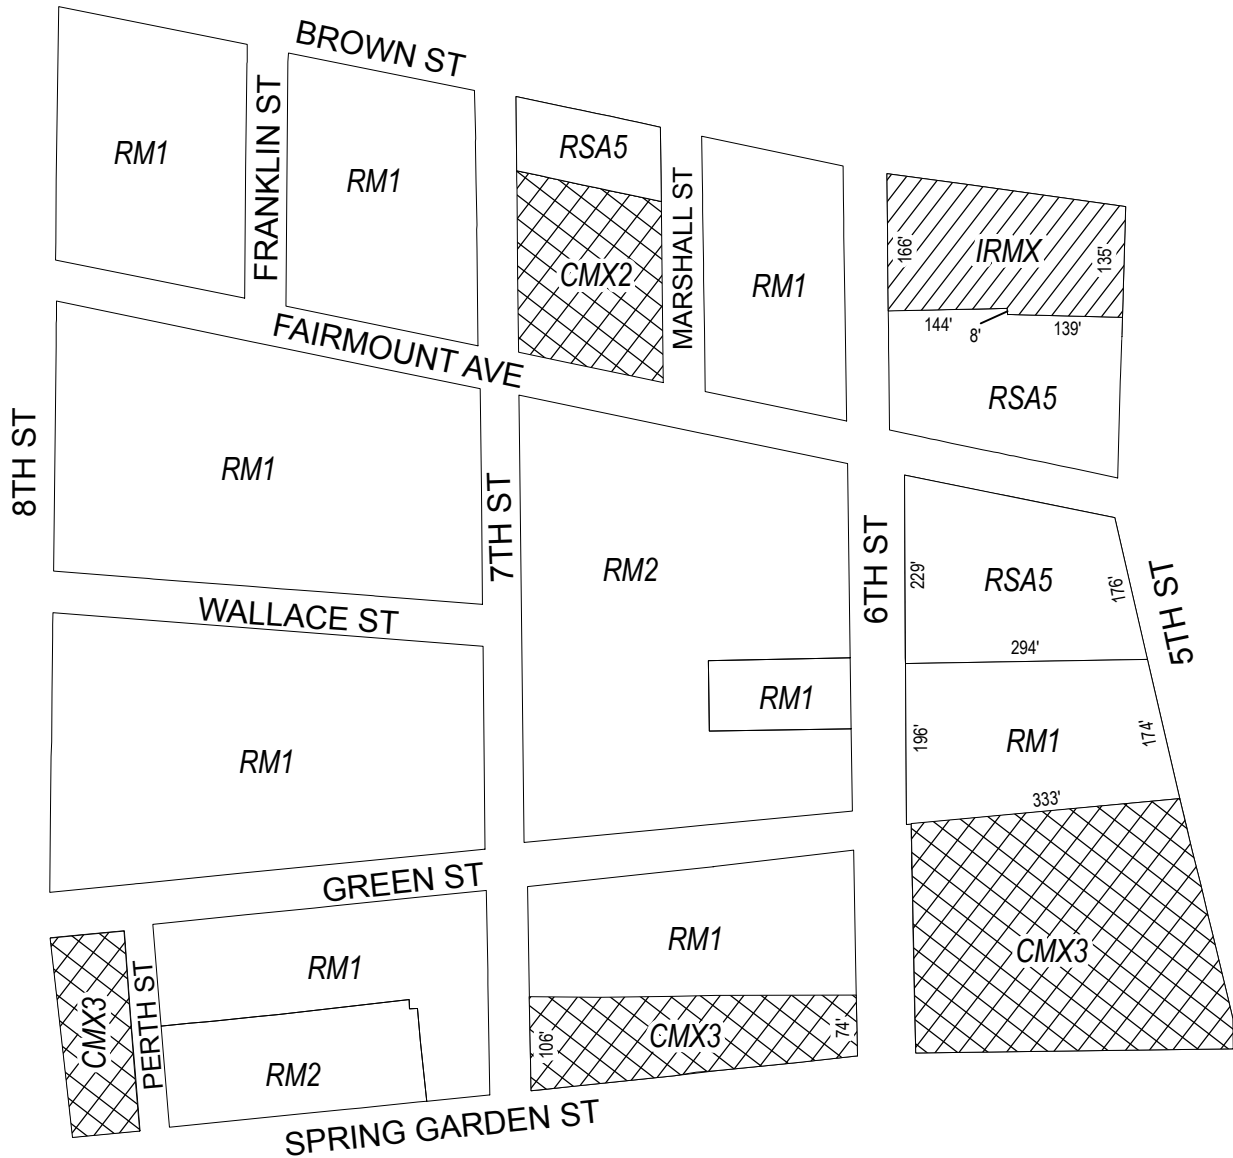 BROWN ST
FRANKLIN ST
RM1
RM1
RSA5
CMX2
MARSHALL ST
RM1
IRMX
166'
135'
144'
8'
139'
RSA5
FAIRMOUNT AVE
8TH ST
RM1
7TH ST
RM2
6TH ST
229'
RSA5
176'
5TH ST
294'
WALLACE ST
RM1
RM1
196'
RM1
174'
333'
GREEN ST
CMX3
PERTH ST
RM1
RM2
RM1
106'
CMX3
74'
CMX3
SPRING GARDEN ST